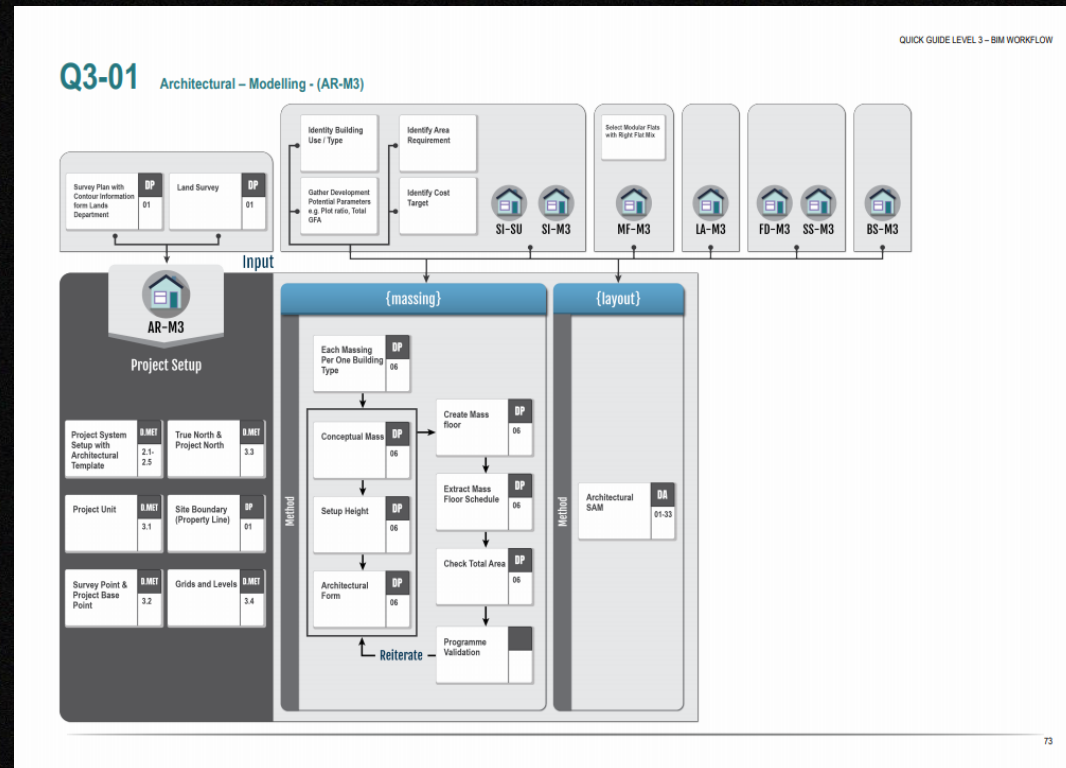 QUICK GUIDE LEVEL 3 – BIM WORKFLOW
Q3-01 Architectural – Modelling - (AR-M3)
Survey Plan with
Contour Information
form Lands
Department
DP
01
Land Survey
DP
01
Identity Building
Use / Type
Identify Area
Requirement
Gather Development
Potential Parameters
e.g. Plot ratio, Total
GFA
Identify Cost
Target
SI-SU
SI-M3
Select Modular Flats
with Right Flat Mix
MF-M3
LA-M3
FD-M3
SS-M3
BS-M3
Input
AR-M3
Project Setup
Project System
Setup with
Architectural
Template
D.MET
2.1-
2.5
True North &
Project North
D.MET
3.3
Project Unit
D.MET
3.1
Site Boundary
(Property Line)
DP
01
Survey Point &
Project Base
Point
D.MET
3.2
Grids and Levels
D.MET
3.4
{massing}
Method
Each Massing
Per One Building
Type
DP
06
Conceptual Mass
DP
06
Setup Height
DP
06
Architectural
Form
DP
06
Create Mass
floor
DP
06
Extract Mass
Floor Schedule
DP
06
Check Total Area
DP
06
Programme
Validation
Reiterate
{layout}
Method
Architectural
SAM
DA
01-33
73